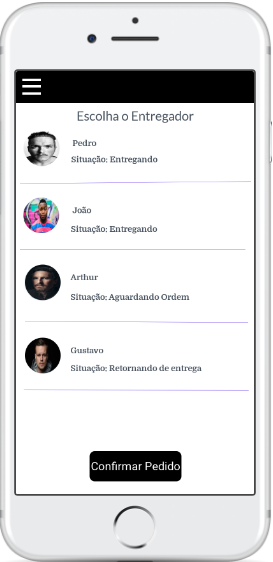 Escolha o Entregador
Pedro
Situação: Entregando
João
Situação: Entregando
Arthur
Situação: Aguardando Ordem
Gustavo
Situação: Retornando de entrega
Confirmar Pedido